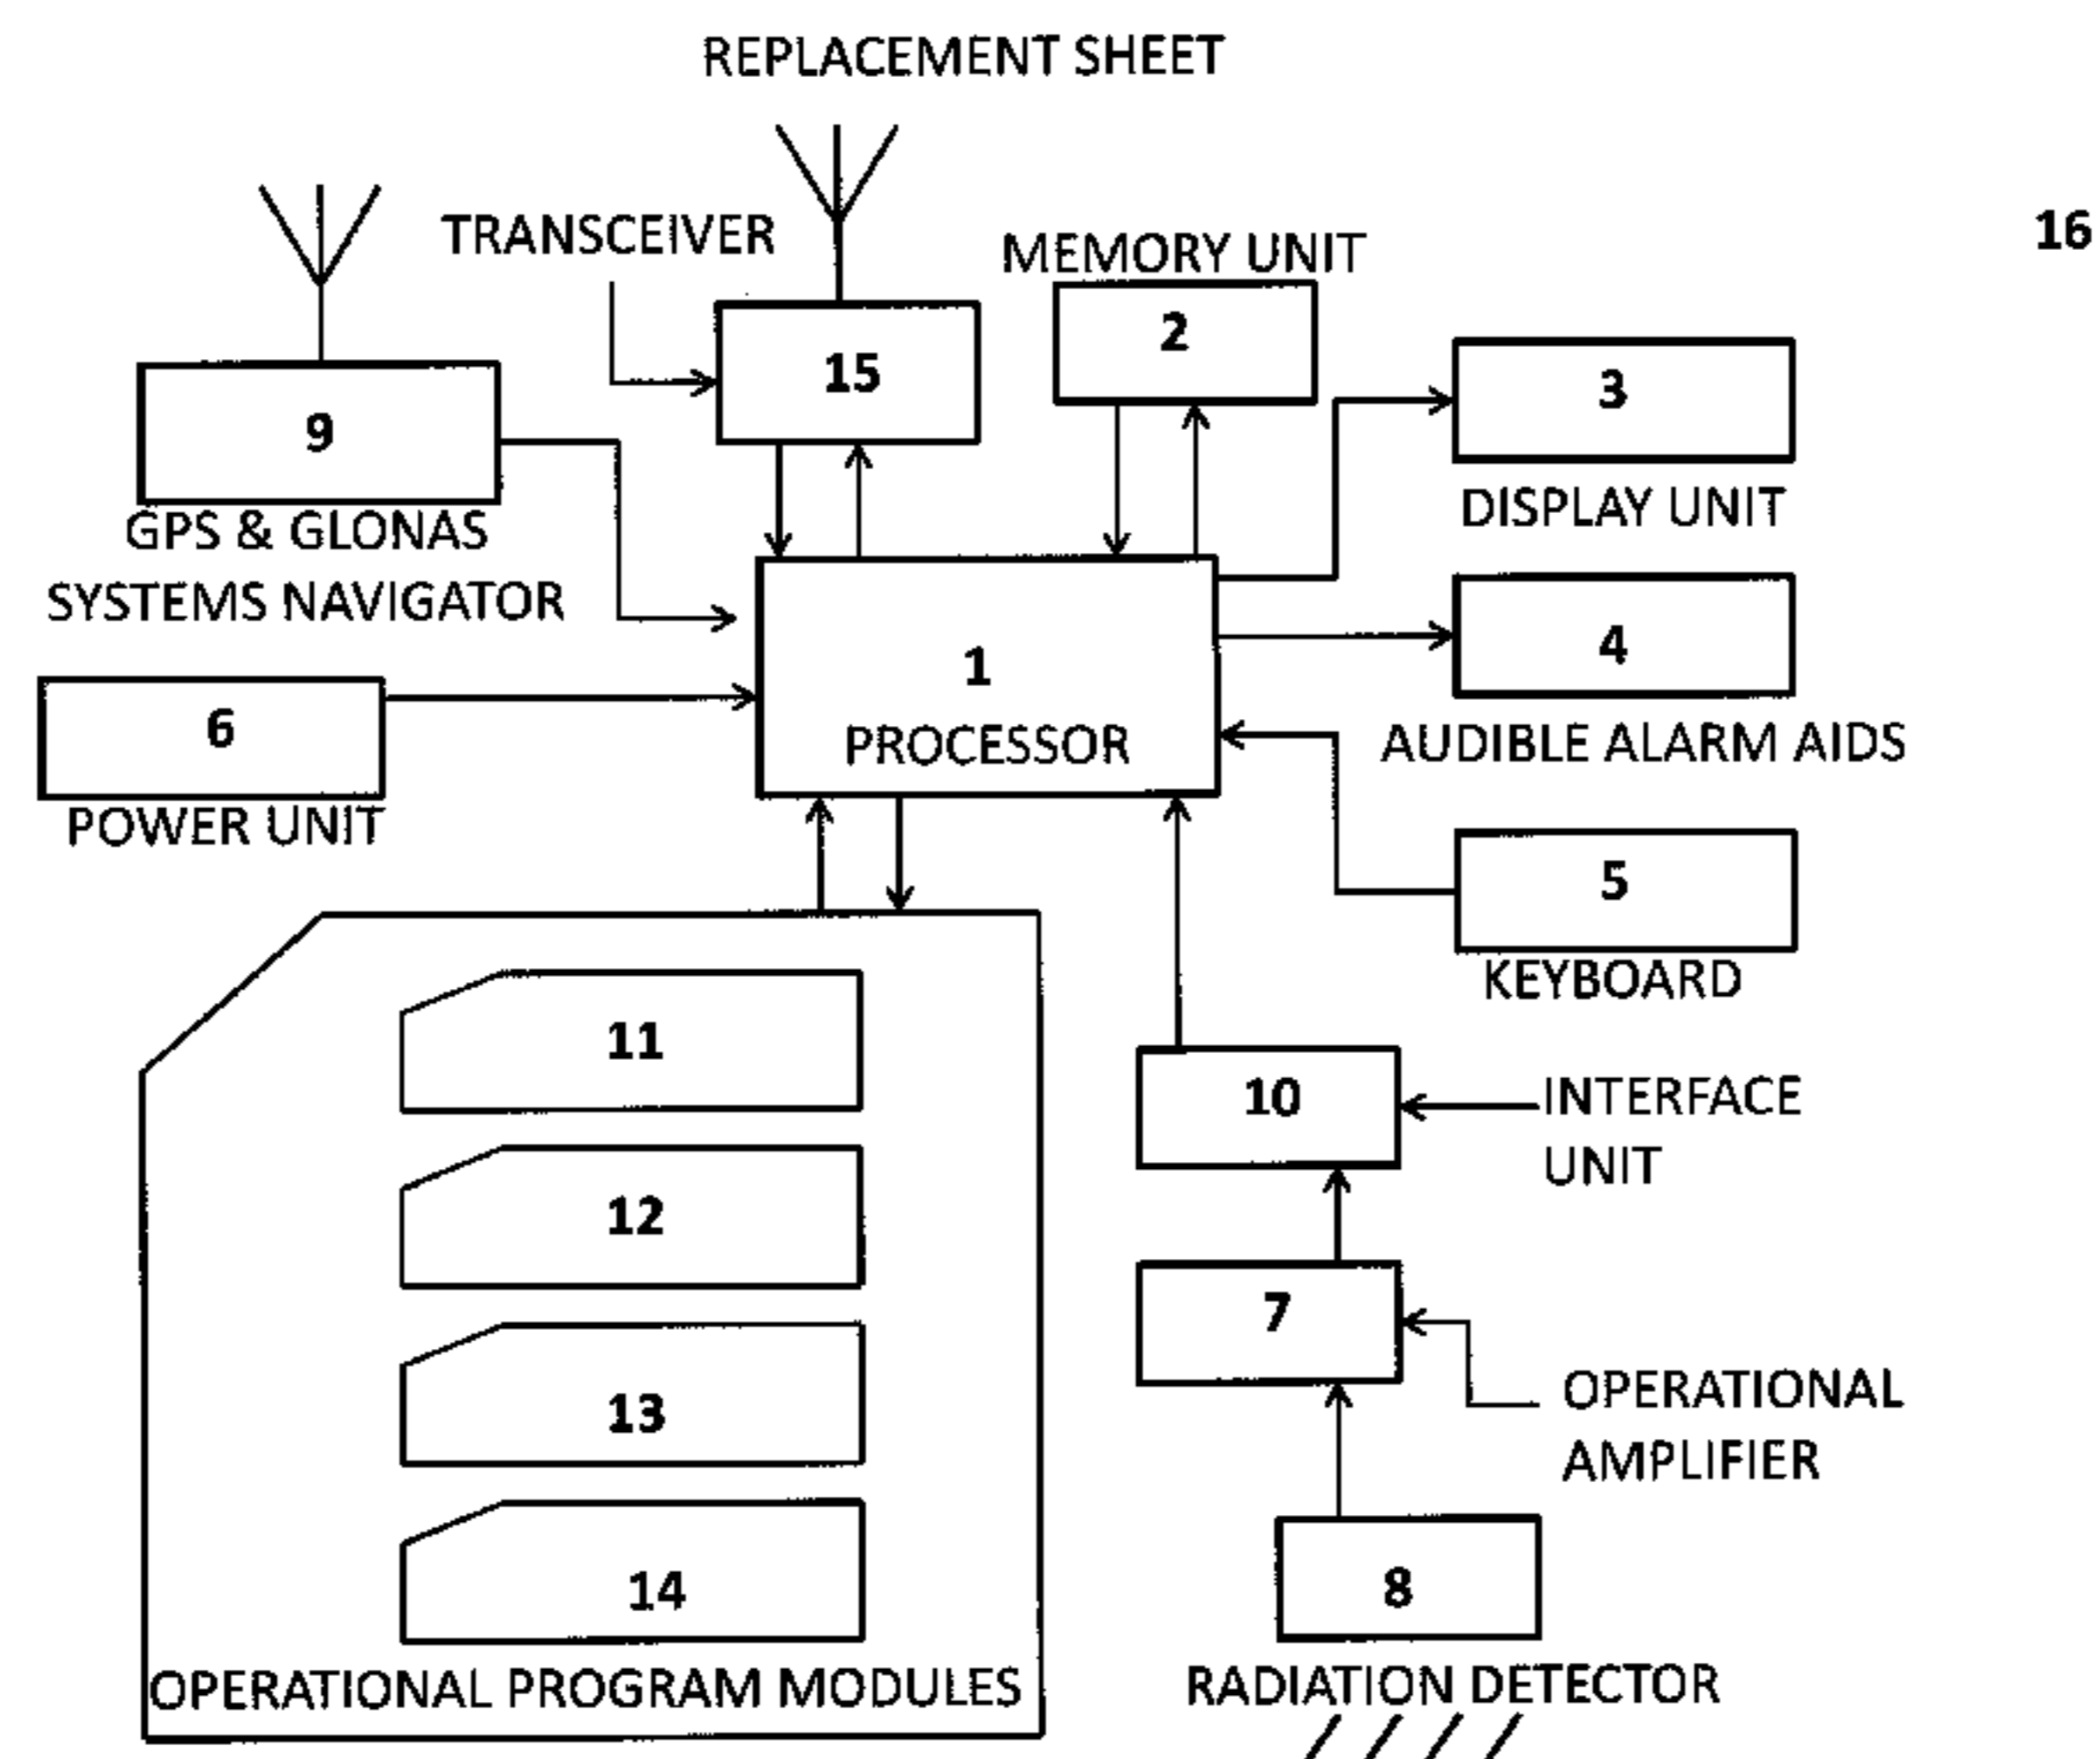 REPLACEMENT SHEET
TRANSCEIVER
MEMORY UNIT
16
2
15
3
9
DISPLAY UNIT
GPS & GLONAS
SYSTEMS NAVIGATOR
4
1
PROCESSOR
6
AUDIBLE ALARM AIDS
POWER UNIT
5
KEYBOARD
11
10
INTERFACE
UNIT
12
7
13
OPERATIONAL
AMPLIFIER
14
8
OPERATIONAL PROGRAM MODULES
RADIATION DETECTOR